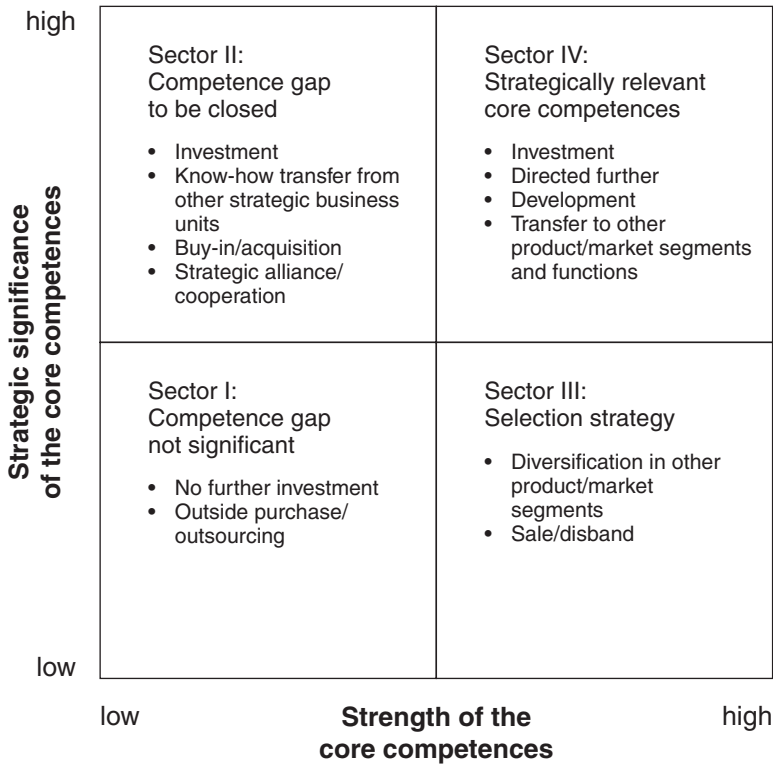 high
Sector II:
Competence gap
to be closed
• Investment
• Know-how transfer from
other strategic business
units
• Buy-in/acquisition
• Strategic alliance/
cooperation
Sector IV:
Strategically relevant
core competences
• Investment
• Directed further
• Development
• Transfer to other
product/market segments
and functions
Strategic significance
of the core competences
Sector I:
Competence gap
not significant
• No further investment
• Outside purchase/
outsourcing
Sector III:
Selection strategy
• Diversification in other
product/market
segments
• Sale/disband
low
low
Strength of the
core competences
high